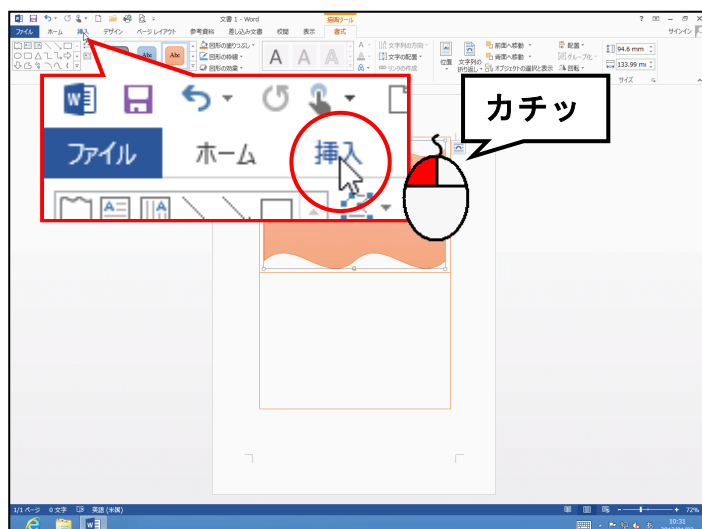 文書 1 - Word
描画ツール
ファイル ホーム 挿入 デザイン ページ レイアウト 参考資料 差し込み文書 校閲 表示 書式
サインイン
Abc Abc
図形の塗りつぶし
図形の枠線
図形の効果
A A A
文字列の方向
文字の配置
リンクの作成
位置
文字列の
折り返し
前面へ移動
背面へ移動
オブジェクトの選択と表示
配置
グループ化
回転
94.6 mm
133.99 mm
サイズ
ファイル ホーム 挿入
カチッ
1/1 ページ 0 文字 英語 (米国)
72%
10:31